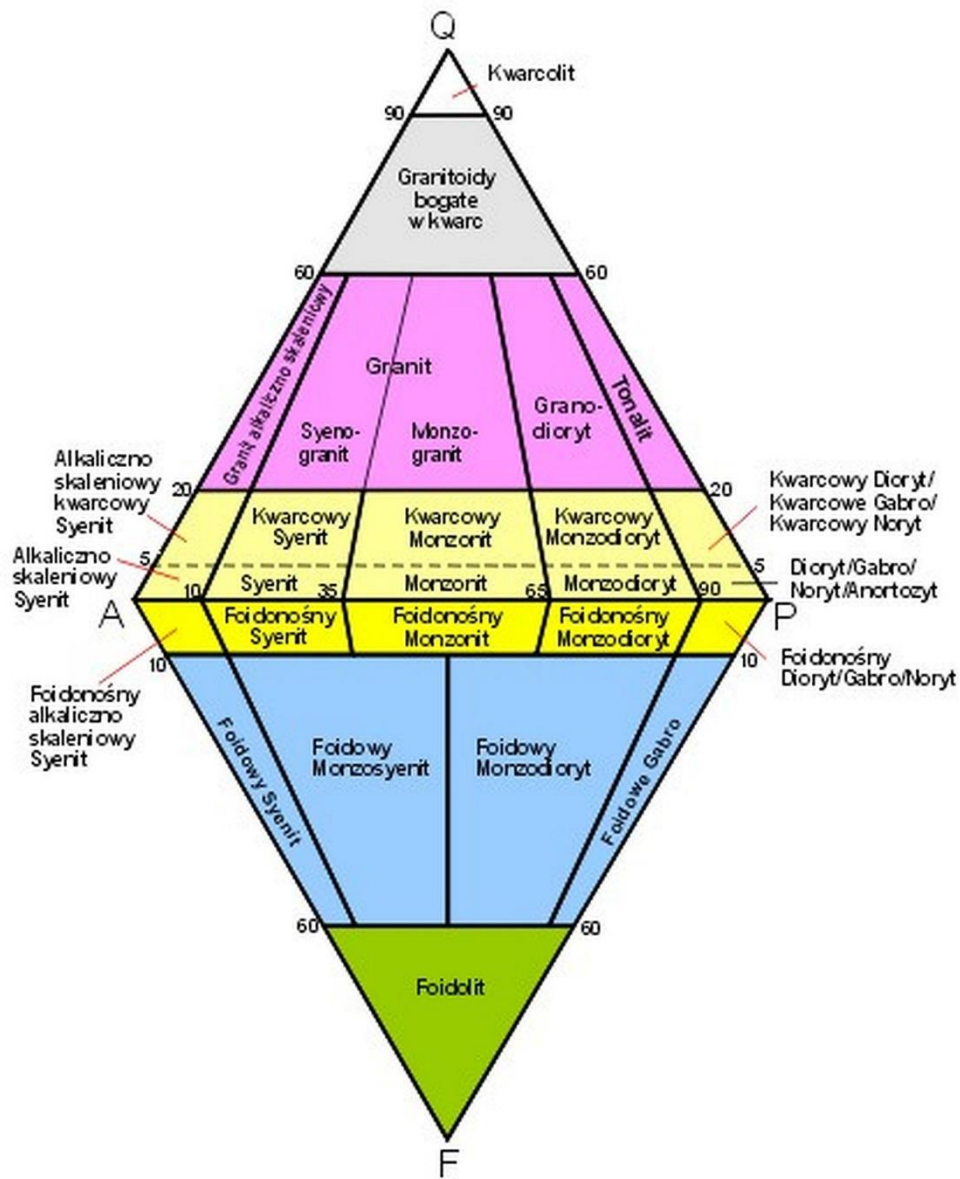 Q
Kwarcolit
90
90
Granitoidy
bogate
w kwarc
60
60
Granit alkaliczno skaleniowy
Granit
Syeno-
granit
Monzo-
granit
Grano-
dioryt
Tonalit
20
20
Alkaliczno
skaleniowy
kwarcowy
Syenit
Kwarcowy
Syenit
Kwarcowy
Monzonit
Kwarcowy
Monzodioryt
Kwarcowy Dioryt/
Kwarcowe Gabro/
Kwarcowy Noryt
5
5
Alkaliczno
skaleniowy
Syenit
10
Syenit
35
Monzonit
65
Monzodioryt
90
Dioryt/Gabro/
Noryt/Anortozyt
A
P
Foidonośny
Syenit
Foidonośny
Monzonit
Foidonośny
Monzodioryt
10
10
Foidonośny
alkaliczno
skaleniowy
Syenit
Foidonośny
Dioryt/Gabro/Noryt
Foidowy Syenit
Foidowy
Monzosyenit
Foidowy
Monzodioryt
Foidowe Gabro
60
60
Foidolit
F